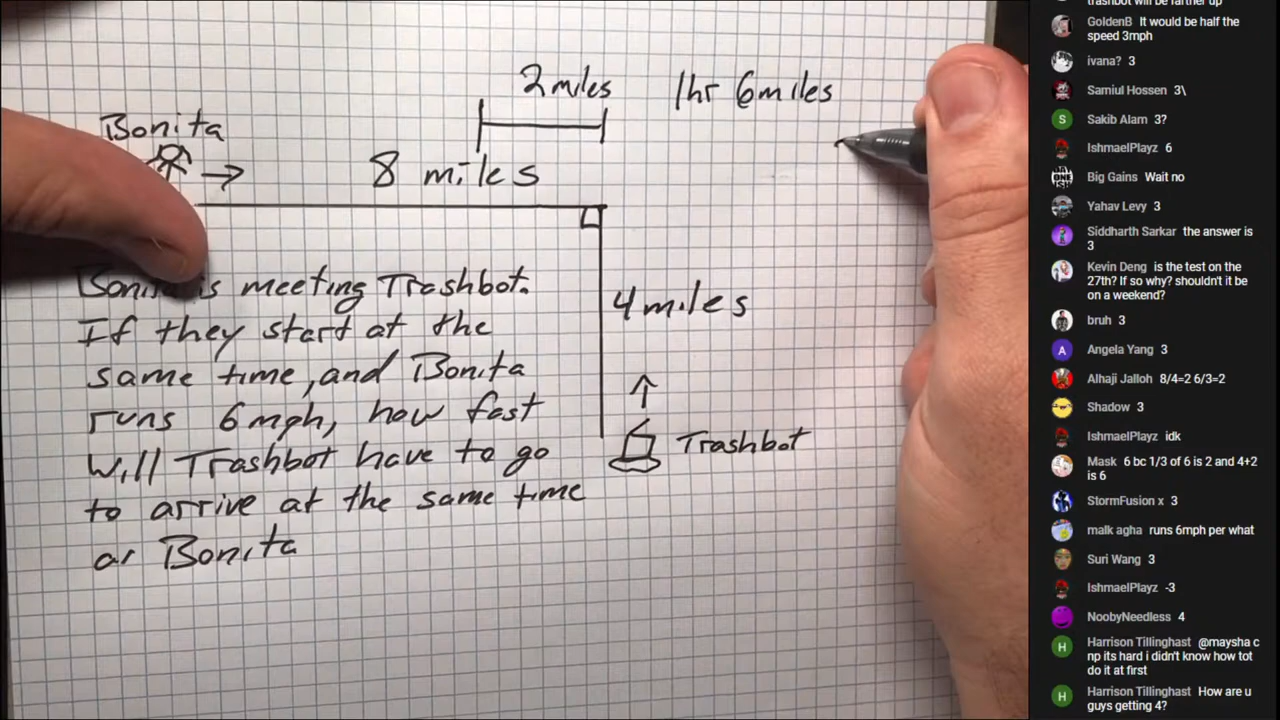 2miles 1hr 6miles
Bonita
8 miles
Bonita is meeting Trashbot.
If they start at the
same time, and Bonita
runs 6mph, how fast
will Trashbot have to go
to arrive at the same time
as Bonita
4miles
Trashbot
trashbot will be farther up
GoldenB It would be half the
speed 3mph
ivana? 3
Samiul Hossen 3\
S Sakib Alam 3?
IshmaelPlayz 6
Big Gains Wait no
Yahav Levy 3
Siddharth Sarkar the answer is
3
Kevin Deng is the test on the
27th? If so why? shouldn't it be
on a weekend?
bruh 3
A Angela Yang 3
Alhaji Jalloh 8/4=2 6/3=2
Shadow 3
IshmaelPlayz idk
Mask 6 bc 1/3 of 6 is 2 and 4+2
is 6
StormFusion x 3
malk agha runs 6mph per what
Suri Wang 3
IshmaelPlayz -3
NoobyNeedless 4
H Harrison Tillinghast @maysha c
np its hard i didn't know how tot
do it at first
H Harrison Tillinghast How are u
guys getting 4?